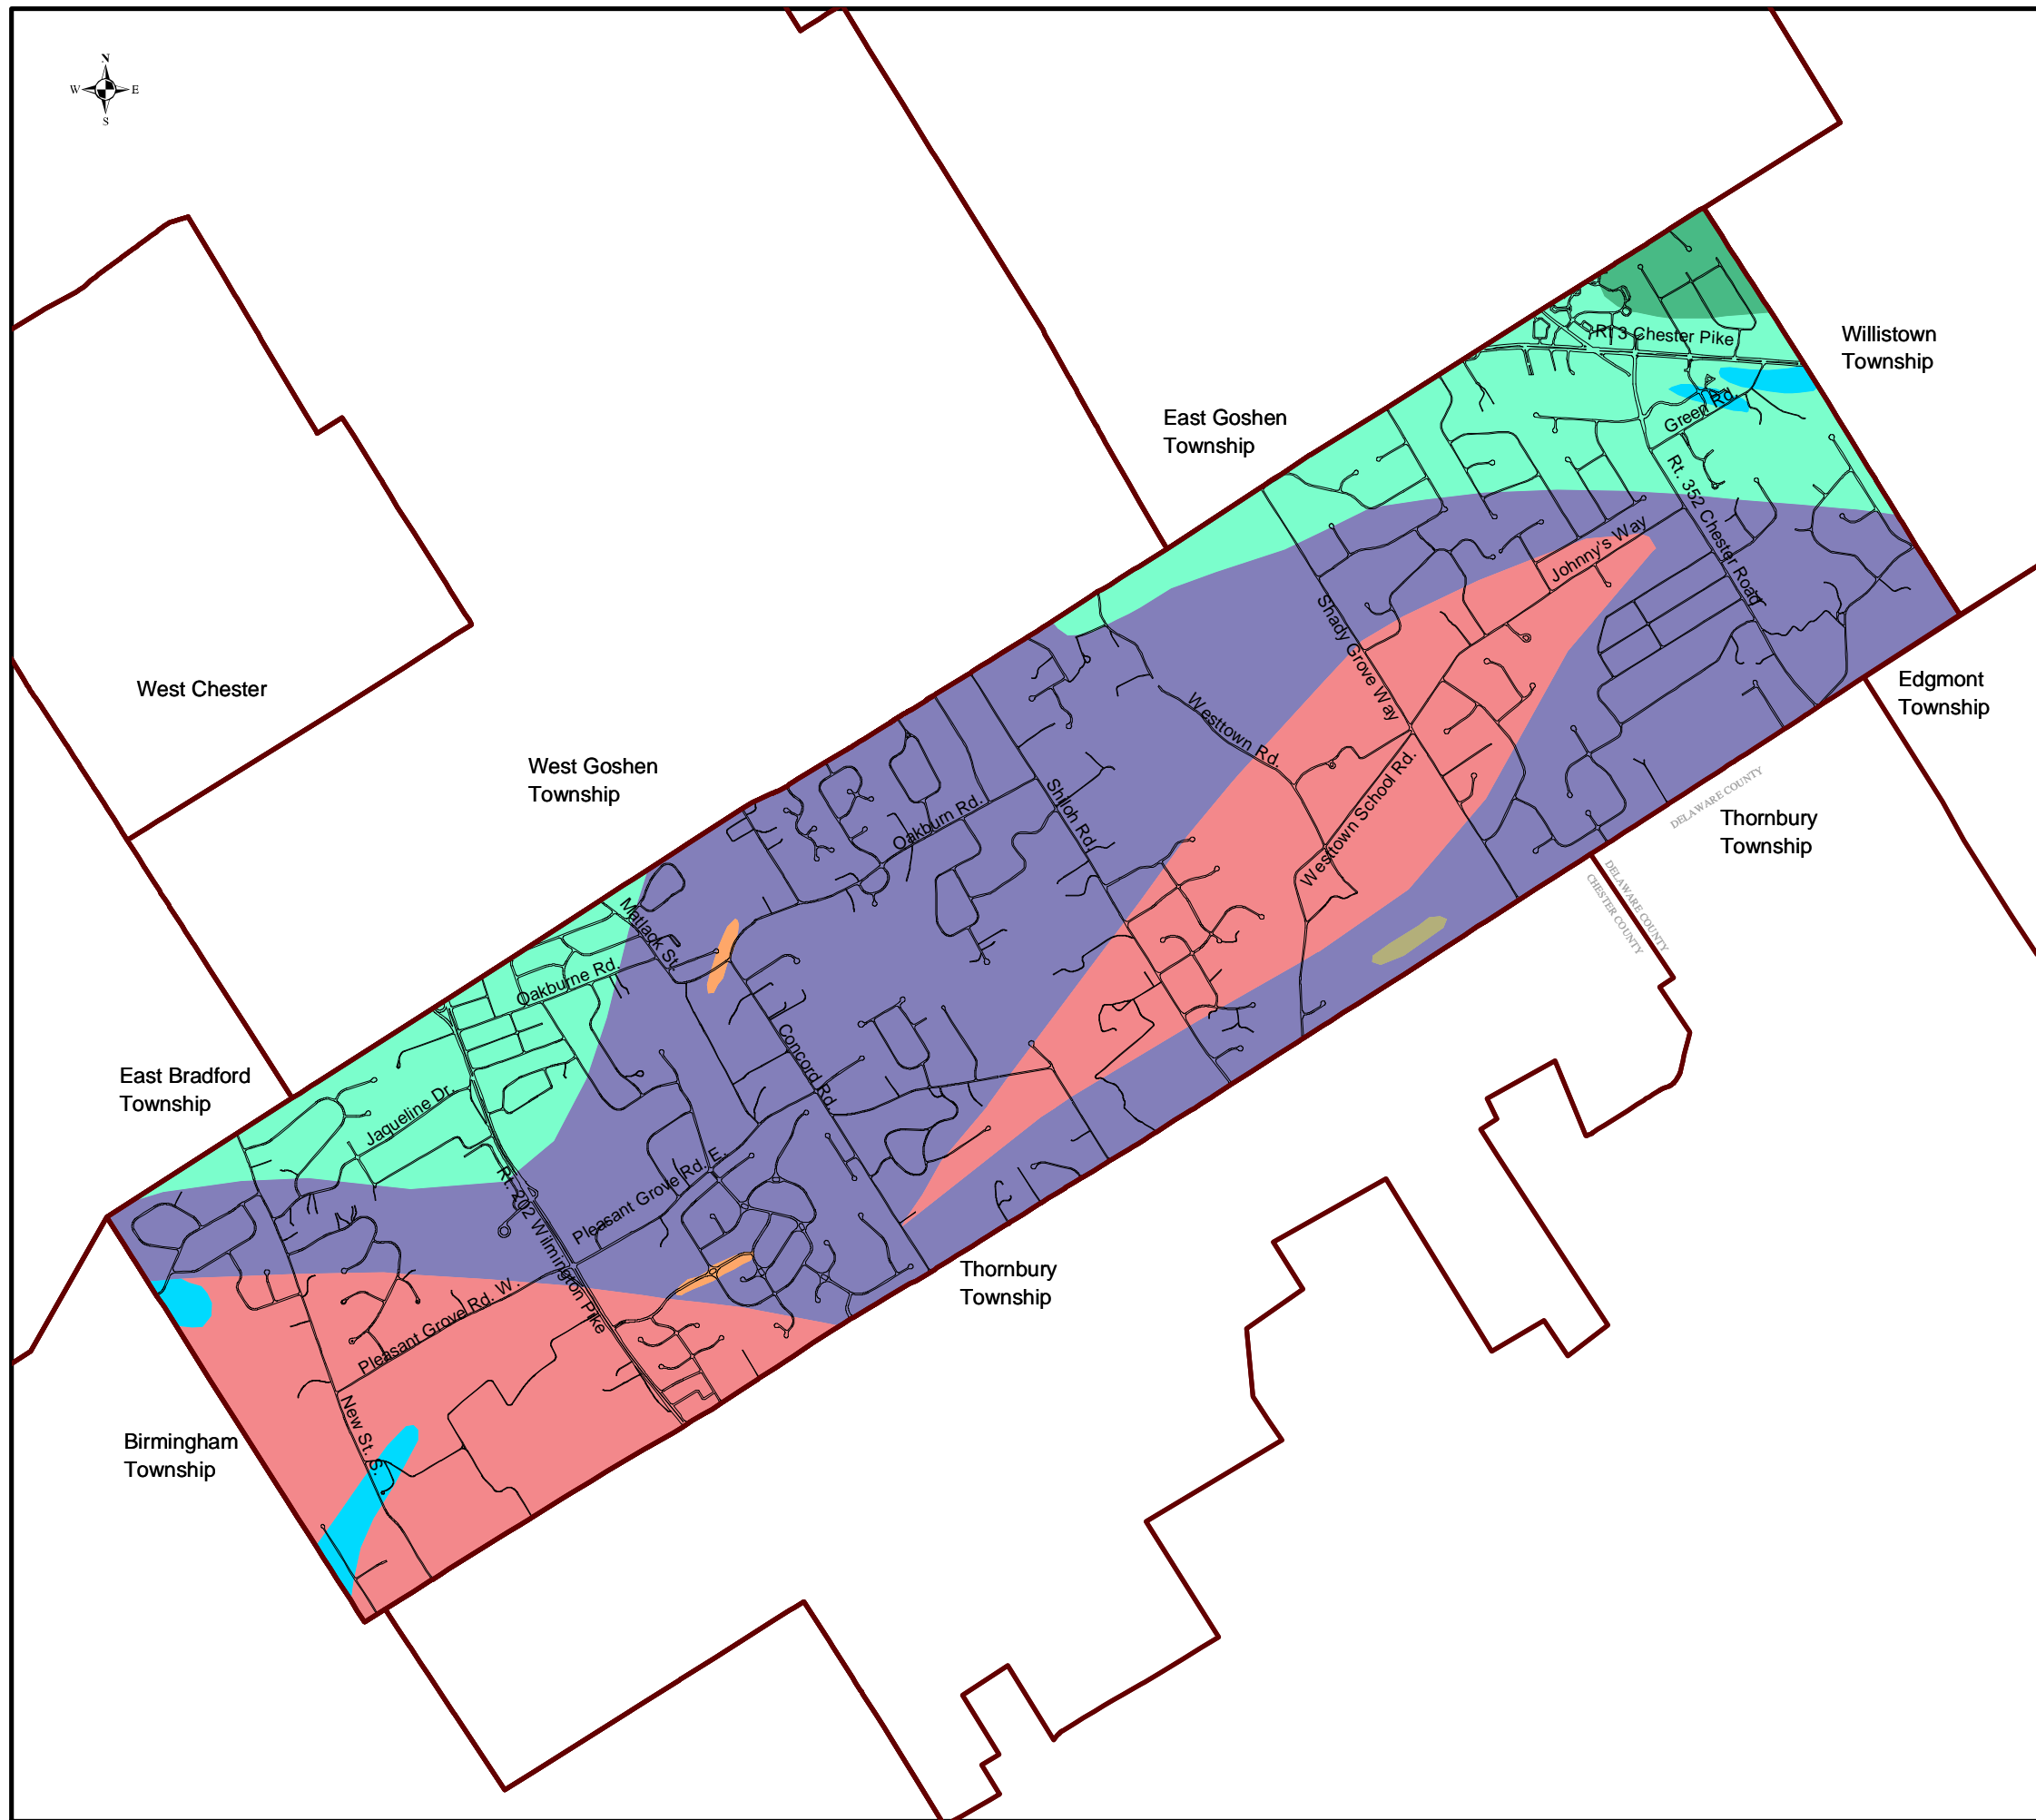 N
W E
S
Willistown
Township
Rt 3 Chester Pike
East Goshen
Township
Green Rd.
Rt. 352 Chester Road
Johnny's Way
Shady Grove Way
West Chester
Edgmont
Township
Westtown Rd.
West Goshen
Township
Westtown School Rd.
Shiloh Rd.
Oakburn Rd.
DELAWARE COUNTY
Thornbury
Township
DELAWARE COUNTY
CHESTER COUNTY
Matlack St.
Oakburne Rd.
Concord Rd.
East Bradford
Township
Jaqueline Dr.
Pleasant Grove Rd. E.
Rt. 202 Wilmington Pike
Thornbury
Township
Pleasant Grove Rd. W.
New St. S.
Birmingham
Township